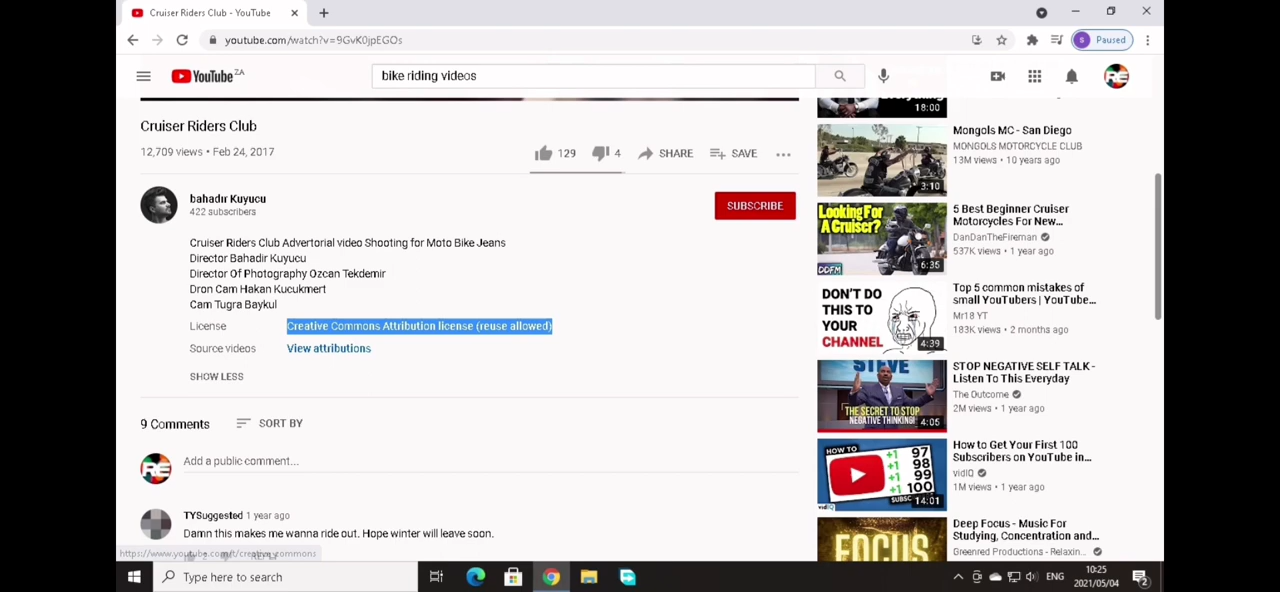 Cruiser Riders Club - YouTube
youtube.com/watch?v=9GvK0jpEGOs
S Paused
YouTube ZA
bike riding videos
RE
Cruiser Riders Club
12,709 views • Feb 24, 2017
129 4 SHARE SAVE
bahadır Kuyucu
422 subscribers
SUBSCRIBE
Cruiser Riders Club Advertorial video Shooting for Moto Bike Jeans
Director Bahadir Kuyucu
Director Of Photography Ozcan Tekdemir
Dron Cam Hakan Kucukmert
Cam Tugra Baykul
License Creative Commons Attribution license (reuse allowed)
Source videos View attributions
SHOW LESS
9 Comments SORT BY
RE Add a public comment...
TYSuggested 1 year ago
Damn this makes me wanna ride out. Hope winter will leave soon.
18:00
3:10
Mongols MC - San Diego
MONGOLS MOTORCYCLE CLUB
13M views • 10 years ago
Looking For
A Cruiser?
DDFM
6:35
5 Best Beginner Cruiser
Motorcycles For New...
DanDanTheFireman
537K views • 1 year ago
DON'T DO
THIS TO
YOUR
CHANNEL
4:39
Top 5 common mistakes of
small YouTubers | YouTube...
Mr18 YT
183K views • 2 months ago
STEVE
THE SECRET TO STOP
NEGATIVE THINKING!
4:05
STOP NEGATIVE SELF TALK -
Listen To This Everyday
The Outcome
2M views • 1 year ago
HOW TO
+1 97
+1 98
+1 99
+1 100
SUBSC
vidIQ
14:01
How to Get Your First 100
Subscribers on YouTube in...
vidIQ
1M views • 1 year ago
FOCUS
Deep Focus - Music For
Studying, Concentration and...
Greenred Productions - Relaxin...
Type here to search
ENG
10:25
2021/05/04
2